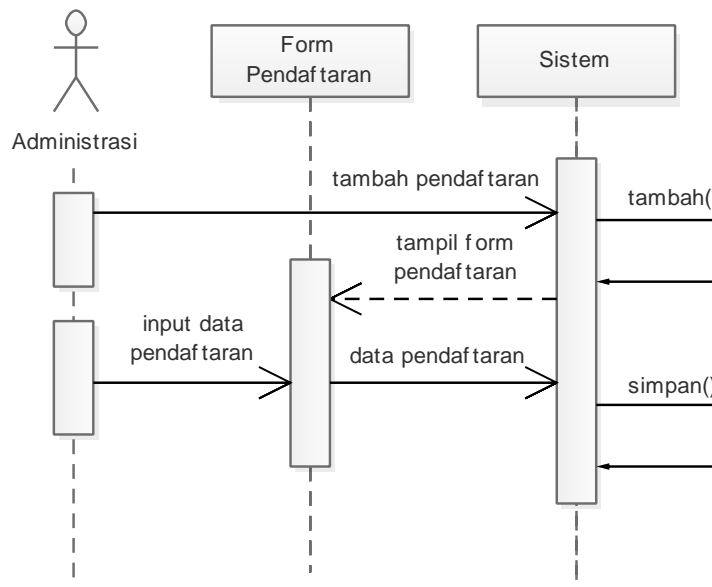 Form
Pendaftaran
Sistem
Administrasi
tambah pendaftaran
tambah(
tampil form
pendaftaran
input data
pendaftaran
data pendaftaran
simpan()